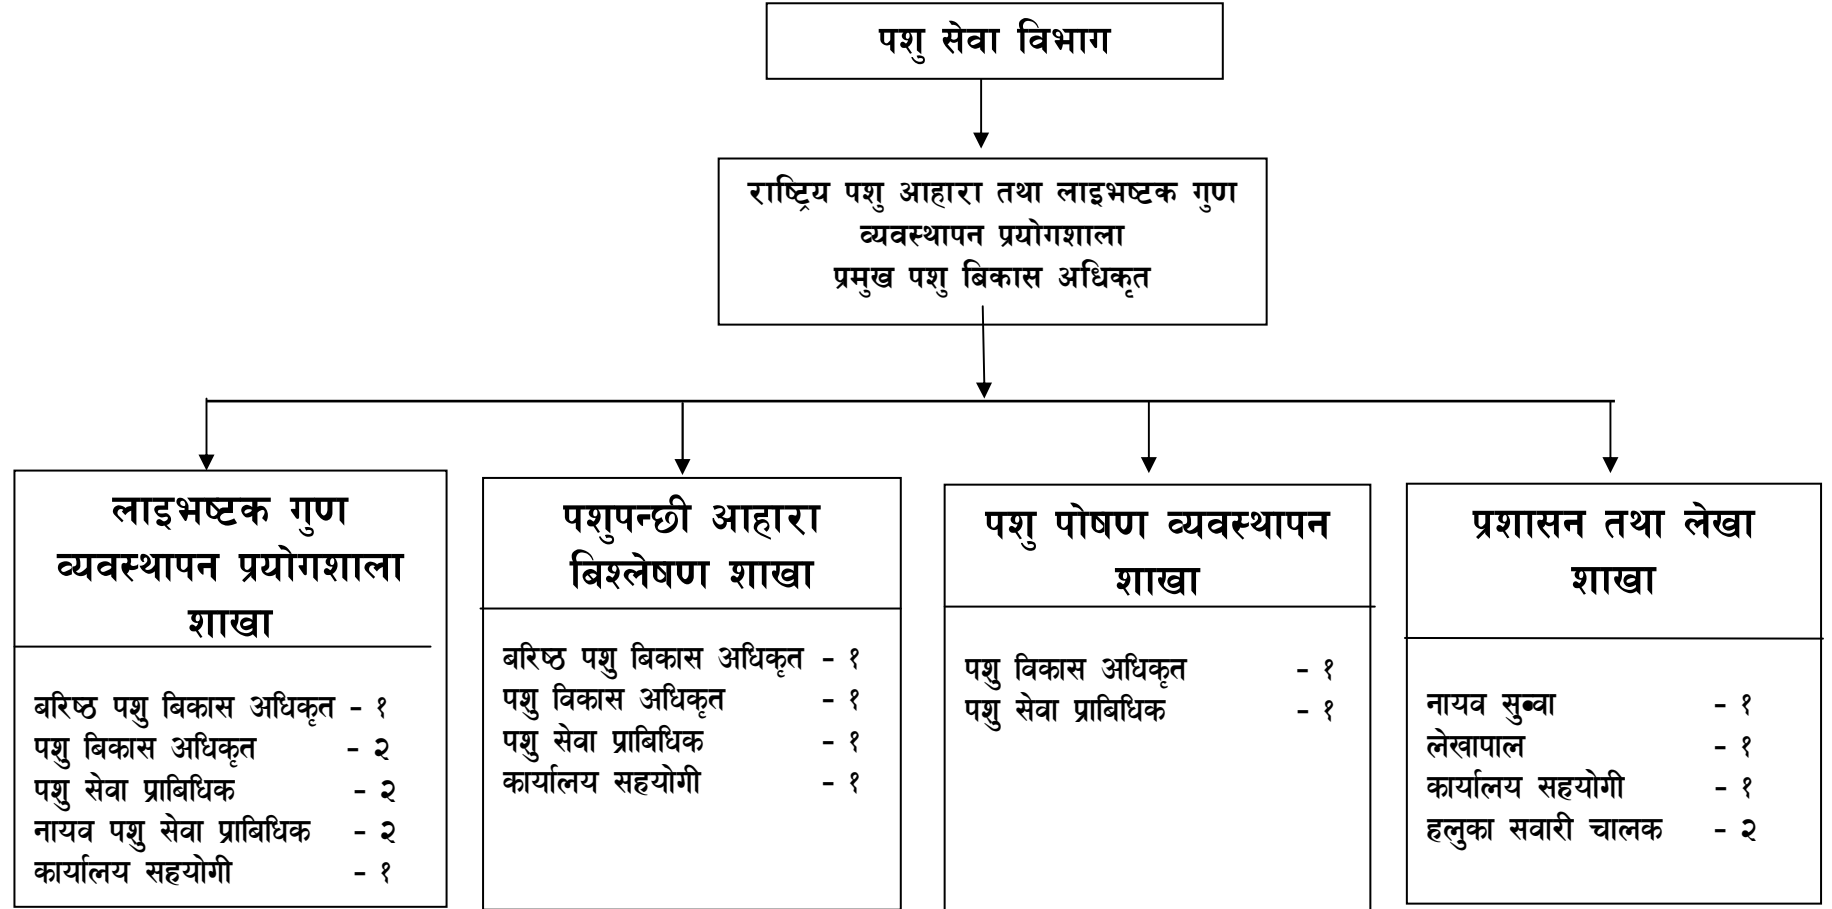 पशु सेवा विभाग
राष्ट्रिय पशु आहारा तथा लाइभष्टक गुण
व्यवस्थापन प्रयोगशाला
प्रमुख पशु बिकास अधिकृत
लाइभष्टक गुण
व्यवस्थापन प्रयोगशाला
शाखा
बरिष्ठ पशु बिकास अधिकृत - १
पशु बिकास अधिकृत - २
पशु सेवा प्राबिधिक - २
नायव पशु सेवा प्राबिधिक - २
कार्यालय सहयोगी - १
पशुपन्छी आहारा
बिश्लेषण शाखा
बरिष्ठ पशु बिकास अधिकृत - १
पशु विकास अधिकृत - १
पशु सेवा प्राबिधिक - १
कार्यालय सहयोगी - १
पशु पोषण व्यवस्थापन
शाखा
पशु विकास अधिकृत - १
पशु सेवा प्राबिधिक - १
प्रशासन तथा लेखा
शाखा
नायव सुब्वा - १
लेखापाल - १
कार्यालय सहयोगी - १
हलुका सवारी चालक - २